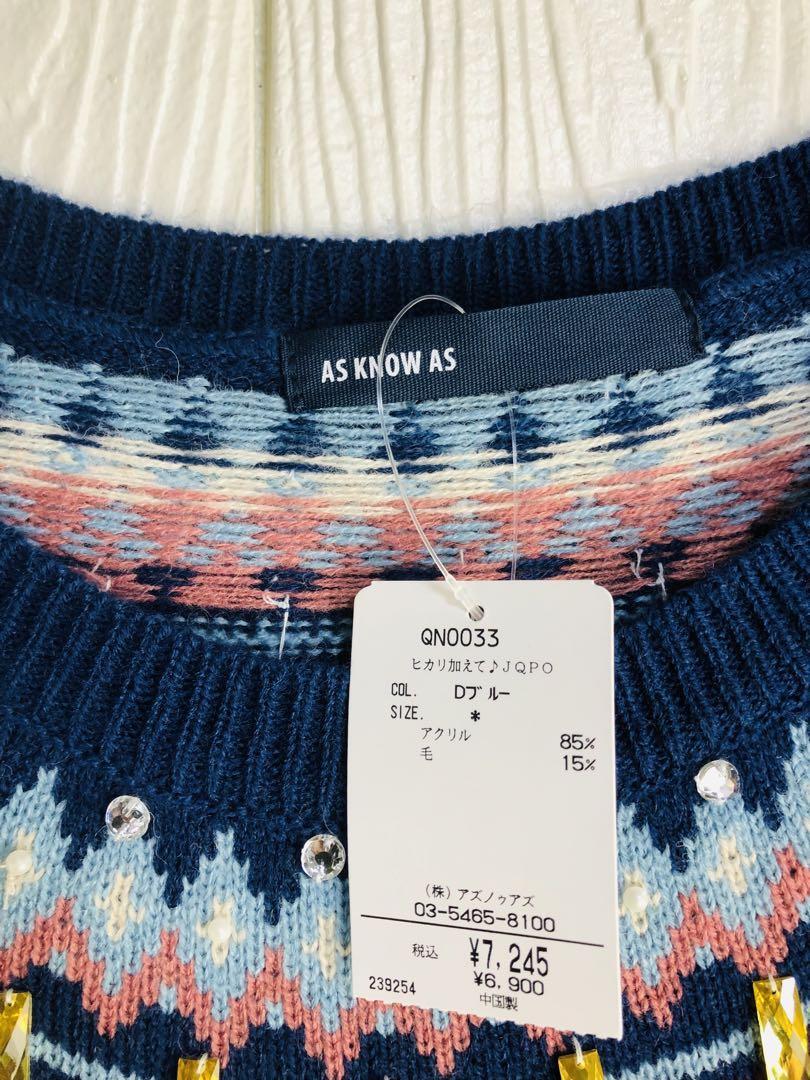 AS KNOW AS
QN0033
ヒカリ加えて♪JQPO
COL. Dブルー
SIZE. *
アクリル 85%
毛 15%
(株)アズノゥアズ
03-5465-8100
税込 ¥7,245
¥6,900
239254 中国製